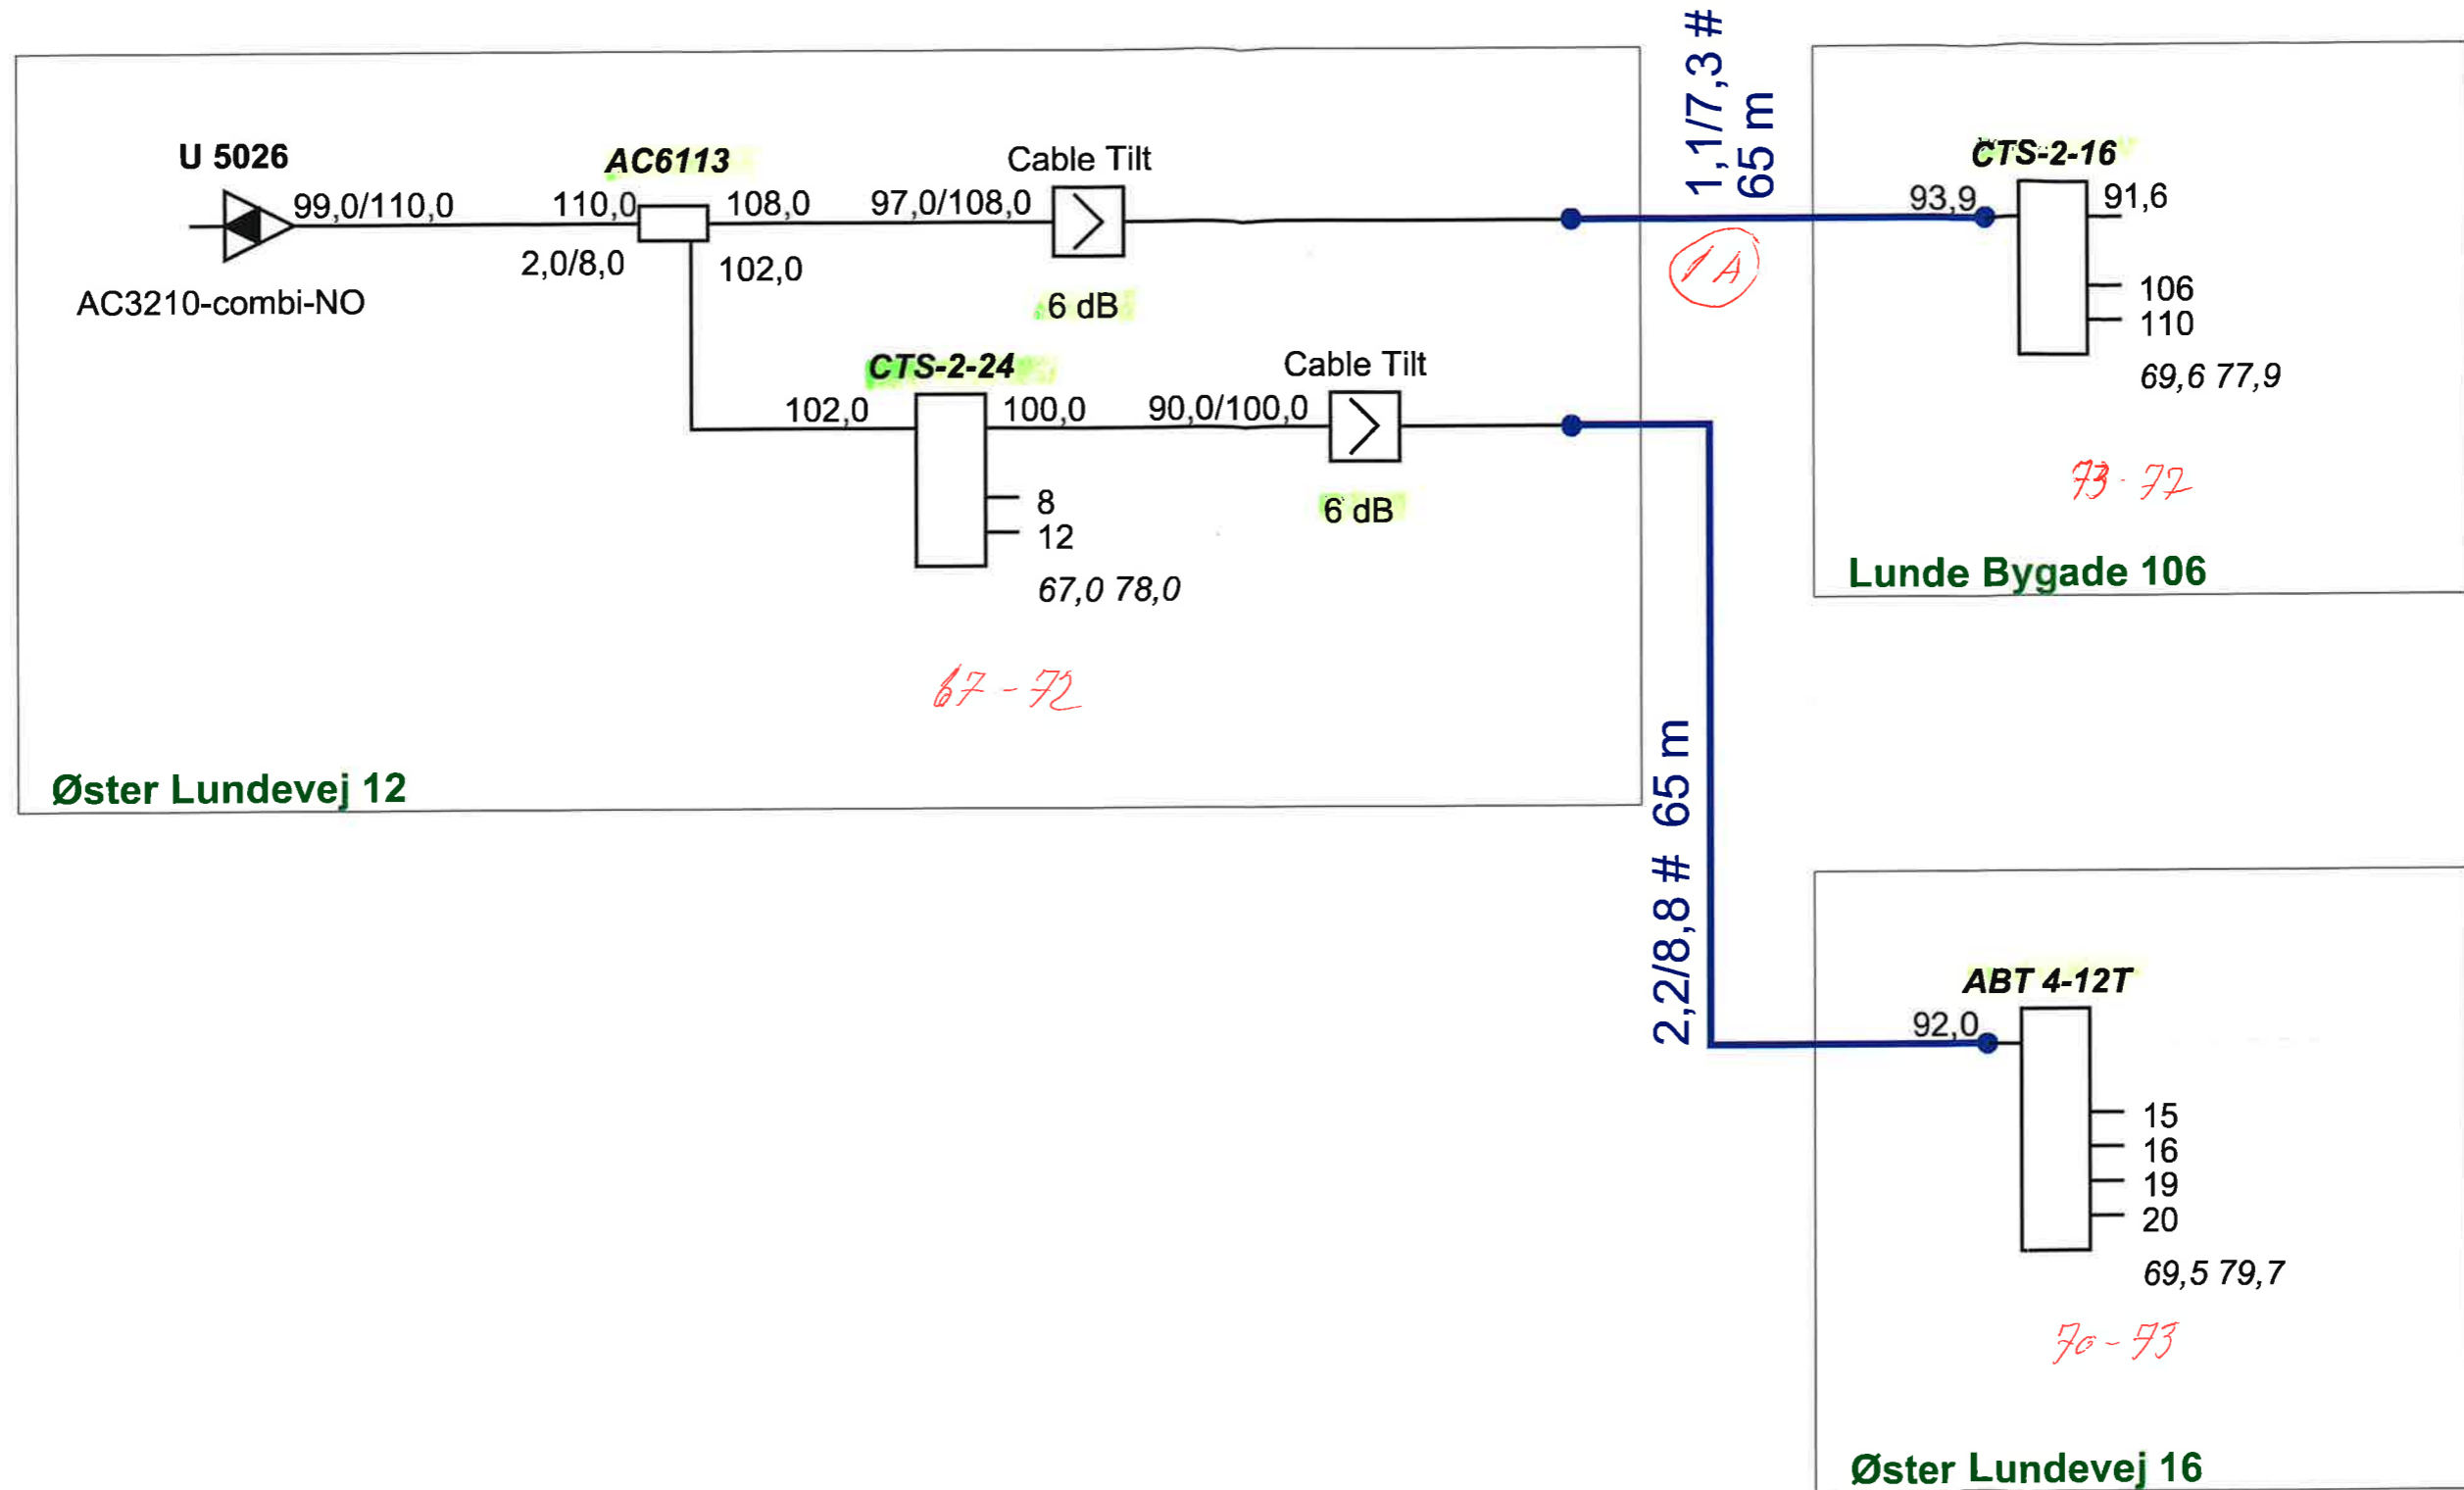 U 5026
99,0/110,0
AC3210-combi-NO
AC6113
110,0
108,0
2,0/8,0
102,0
97,0/108,0
Cable Tilt
6 dB
CTS-2-24
102,0
100,0
8
12
67,0 78,0
67 - 72
90,0/100,0
Cable Tilt
6 dB
Øster Lundevej 12
1,1/7,3 #
65 m
1A
CTS-2-16
93,9
91,6
106
110
69,6 77,9
73 - 77
Lunde Bygade 106
2,2/8,8 # 65 m
ABT 4-12T
92,0
15
16
19
20
69,5 79,7
70 - 73
Øster Lundevej 16